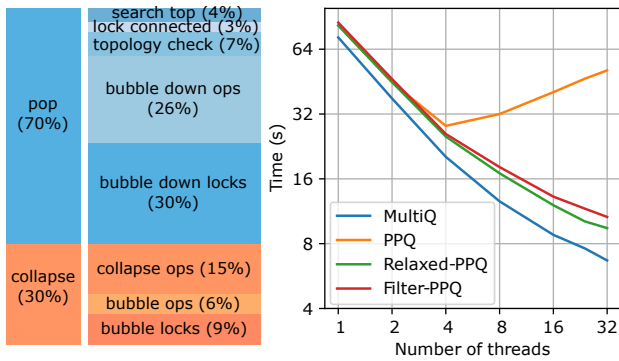 pop
(70%)
collapse
(30%)
search top (4%)
lock connected (3%)
topology check (7%)
bubble down ops
(26%)
bubble down locks
(30%)
collapse ops (15%)
bubble ops (6%)
bubble locks (9%)
Time (s)
64
32
16
8
4
MultiQ
PPQ
Relaxed-PPQ
Filter-PPQ
1 2 4 8 16 32
Number of threads